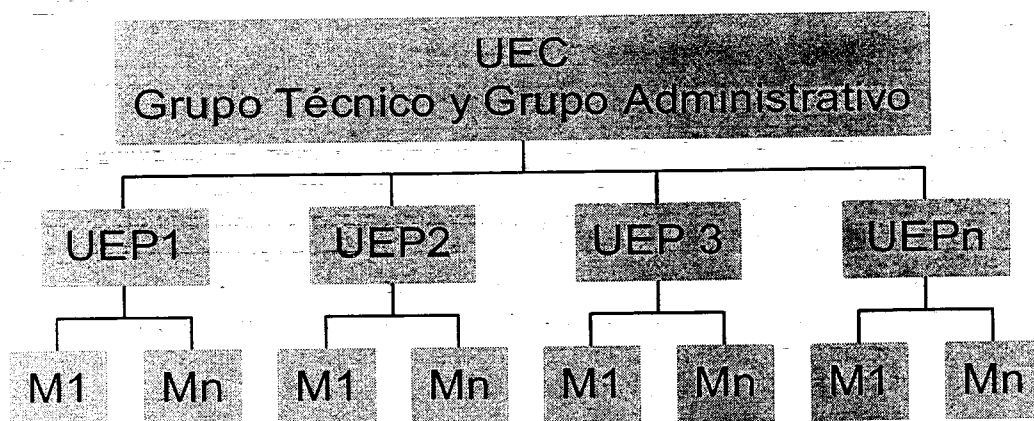 UEC
Grupo Técnico y Grupo Administrativo
UEP1
UEP2
UEP 3
UEPn
M1
Mn
M1
Mn
M1
Mn
M1
Mn